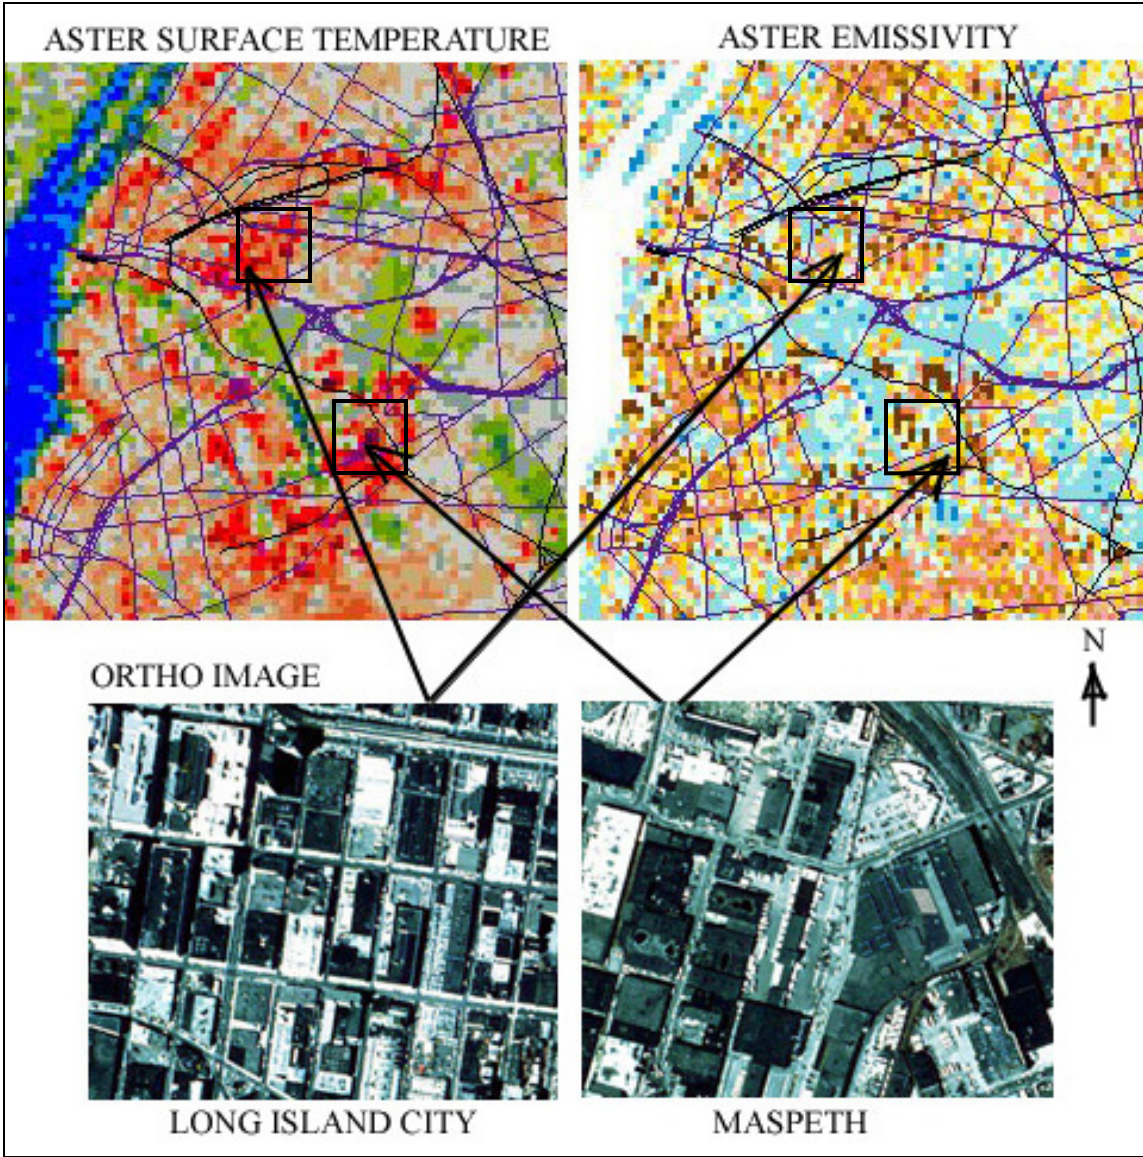 ASTER SURFACE TEMPERATURE
ASTER EMISSIVITY
N
ORTHO IMAGE
LONG ISLAND CITY
MASPETH